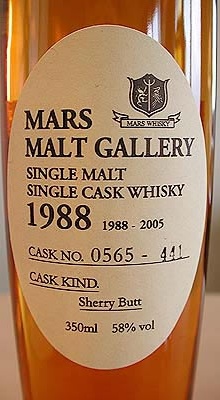 MARS WHISKY
MARS
MALT GALLERY
SINGLE MALT
SINGLE CASK WHISKY
1988 1988 - 2005
CASK NO. 0565 - 441
CASK KIND.
Sherry Butt
350ml 58% vol